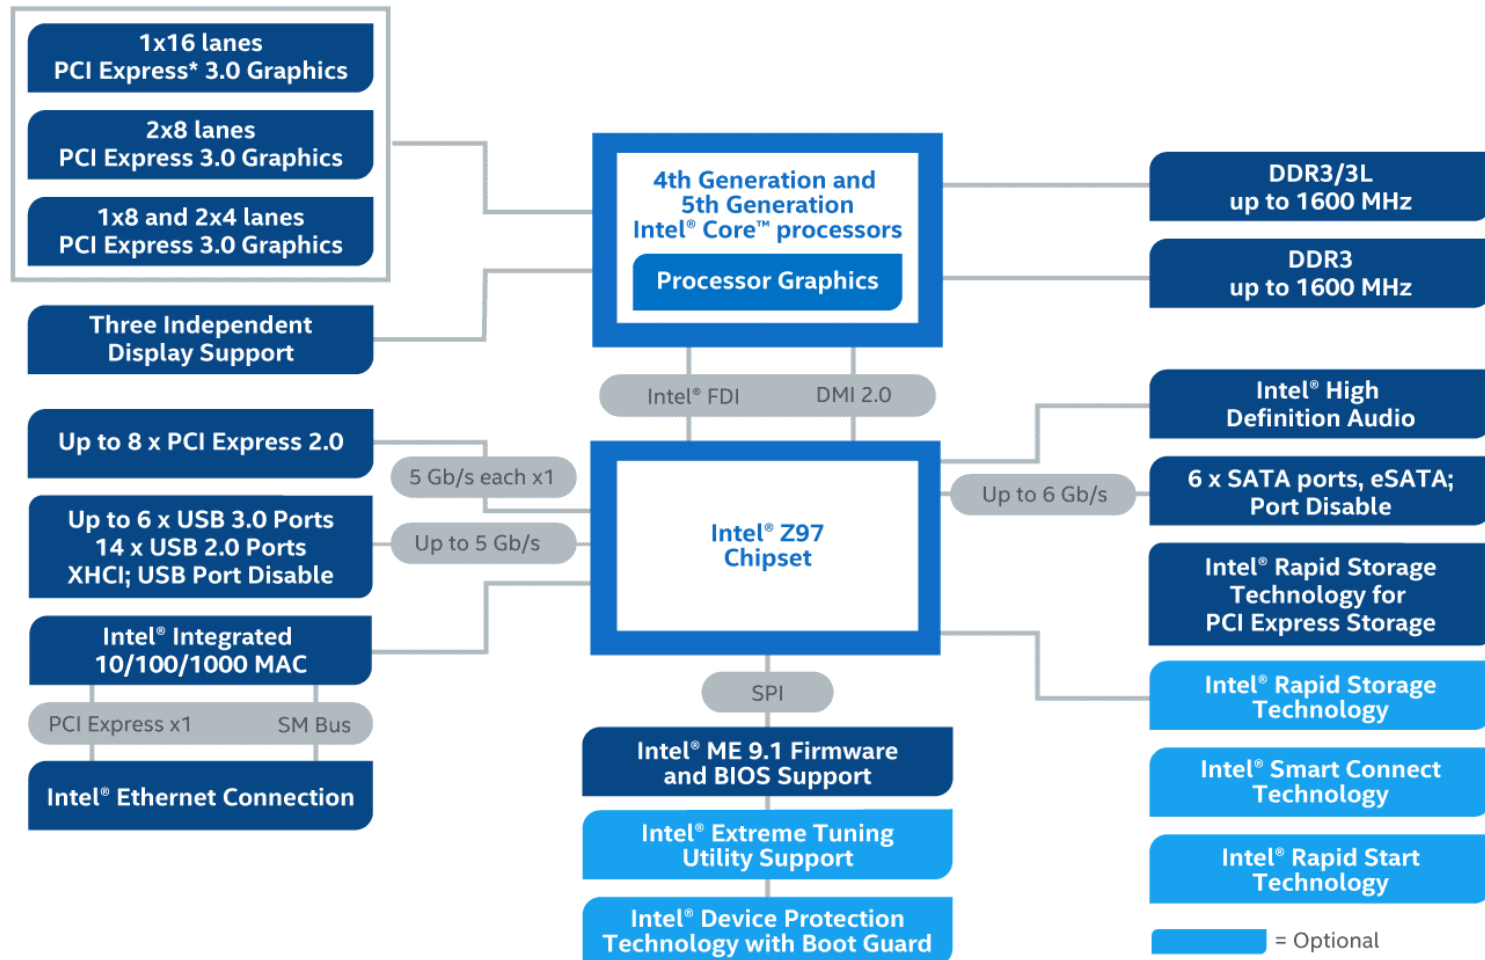 1x16 lanes
PCI Express* 3.0 Graphics
2x8 lanes
PCI Express 3.0 Graphics
1x8 and 2x4 lanes
PCI Express 3.0 Graphics
Three Independent
Display Support
4th Generation and
5th Generation
Intel® Core™ processors
Processor Graphics
DDR3/3L
up to 1600 MHz
DDR3
up to 1600 MHz
Intel® FDI
DMI 2.0
Up to 8 x PCI Express 2.0
5 Gb/s each x1
Up to 6 x USB 3.0 Ports
14 x USB 2.0 Ports
XHCI; USB Port Disable
Up to 5 Gb/s
Intel® Integrated
10/100/1000 MAC
PCI Express x1
SM Bus
Intel® Ethernet Connection
Intel® Z97
Chipset
SPI
Intel® ME 9.1 Firmware
and BIOS Support
Intel® Extreme Tuning
Utility Support
Intel® Device Protection
Technology with Boot Guard
Intel® High
Definition Audio
Up to 6 Gb/s
6 x SATA ports, eSATA;
Port Disable
Intel® Rapid Storage
Technology for
PCI Express Storage
Intel® Rapid Storage
Technology
Intel® Smart Connect
Technology
Intel® Rapid Start
Technology
= Optional